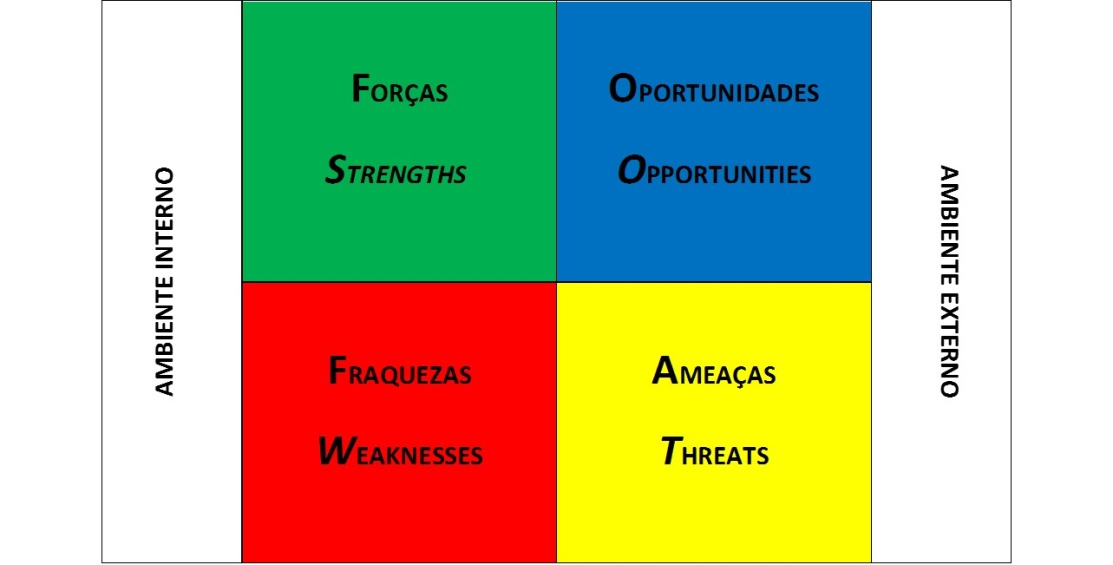 AMBIENTE INTERNO
FORÇAS
STRENGTHS
OPORTUNIDADES
OPPORTUNITIES
FRAQUEZAS
WEAKNESSES
AMEAÇAS
THREATS
AMBIENTE EXTERNO